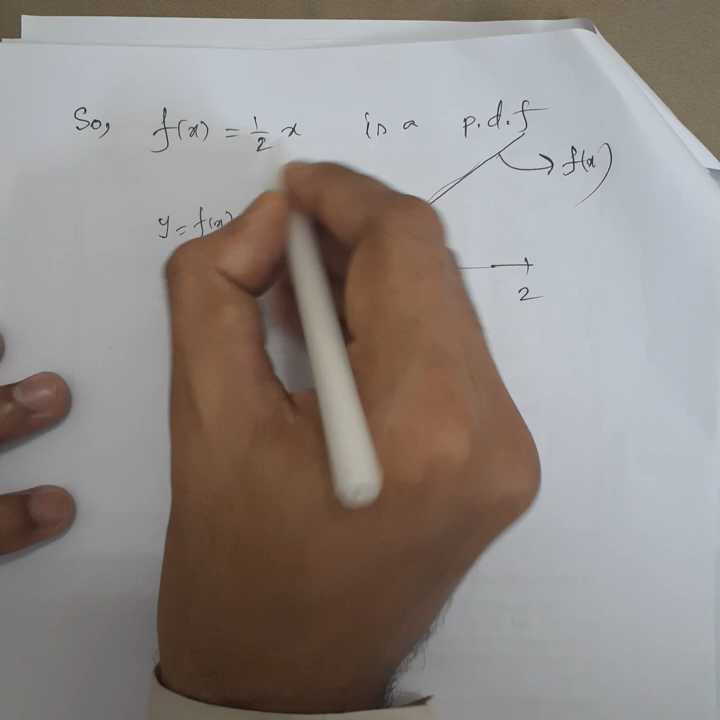 So, f(x) = 1/2 x is a p.d.f
f(x)
y = f(x)
2